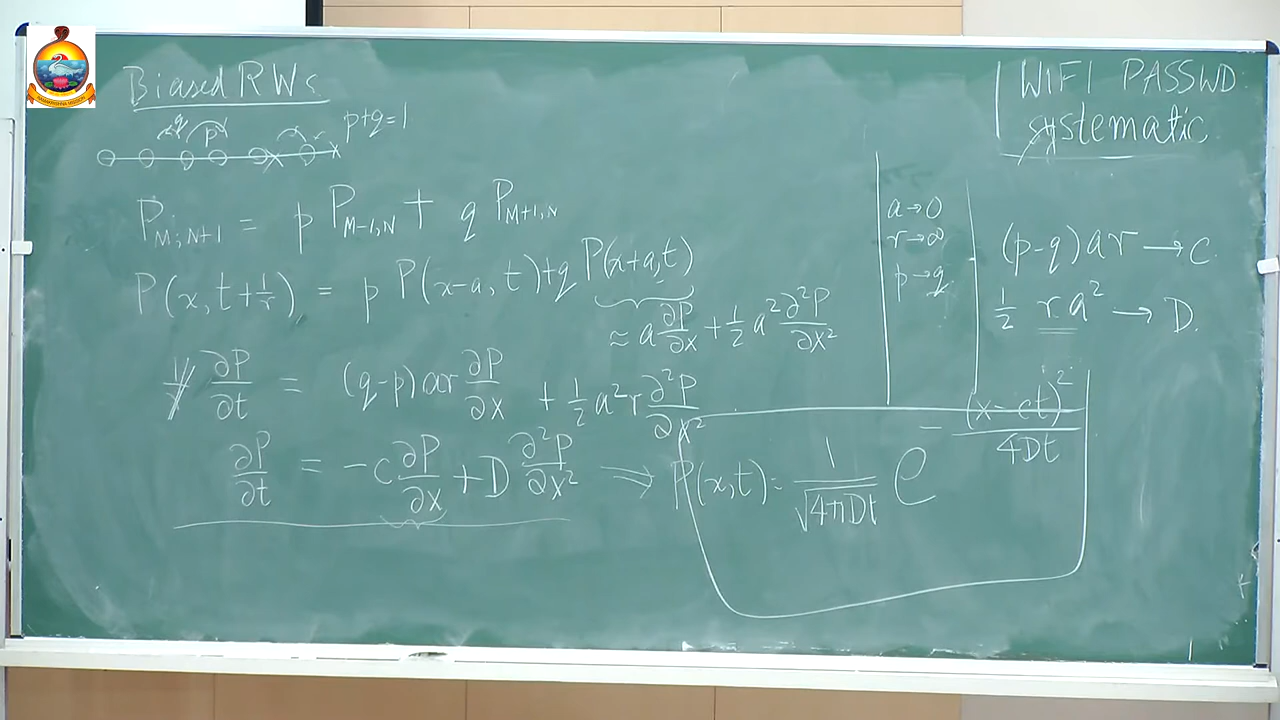 Biased RWs
q p p+q=1
P_{M,N+1} = p P_{M-1,N} + q P_{M+1,N}
P(x,t+1/r) = p P(x-a,t)+q P(x+a,t)
≈ a ∂P/∂x + 1/2 a² ∂²P/∂x²
∂P/∂t = (q-p)ar ∂P/∂x + 1/2 a²r ∂²P/∂x²
∂P/∂t = -c ∂P/∂x + D ∂²P/∂x² ⇒ P(x,t) = 1/√4πDt e^{-(x-ct)²/4Dt}
a→0
r→∞
p→q
WIFI PASSWD:
systematic
(p-q)ar → c.
1/2 r a² → D.